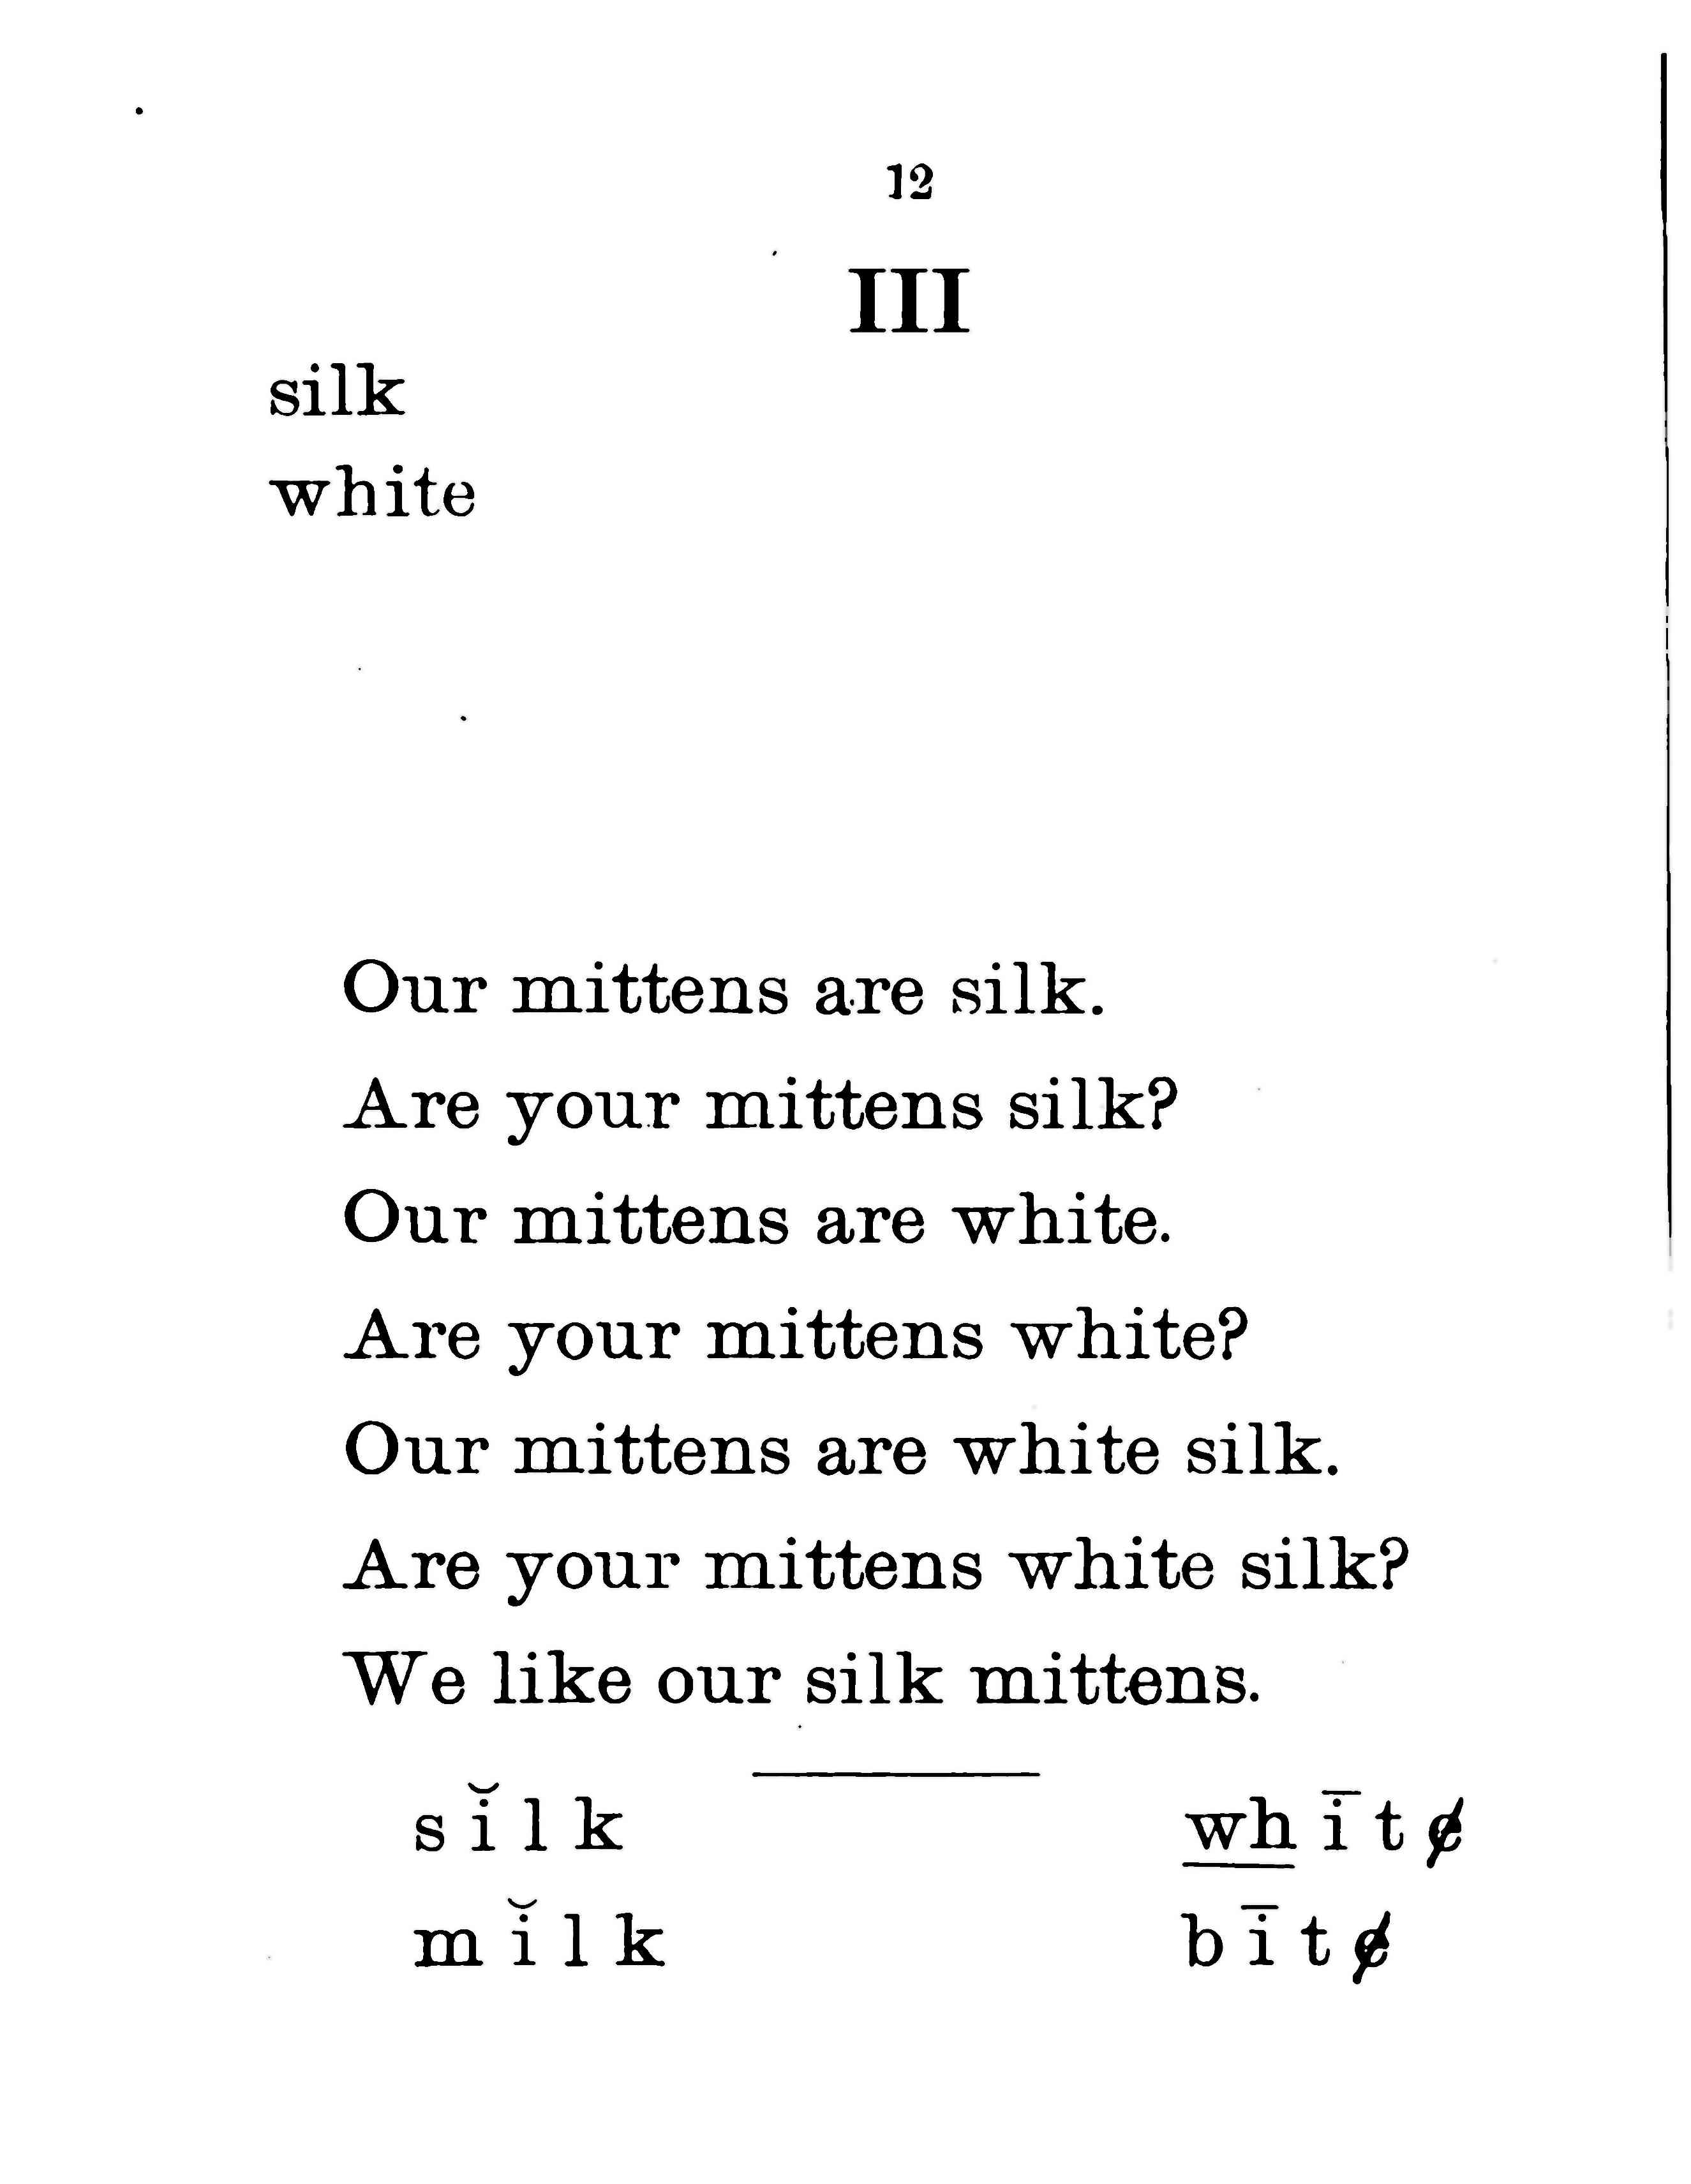 12
III
silk
white
Our mittens are silk.
Are your mittens silk?
Our mittens are white.
Are your mittens white?
Our mittens are white silk.
Are your mittens white silk?
We like our silk mittens.
s ĭ l k wh ī t ɇ
m ĭ l k b ī t ɇ